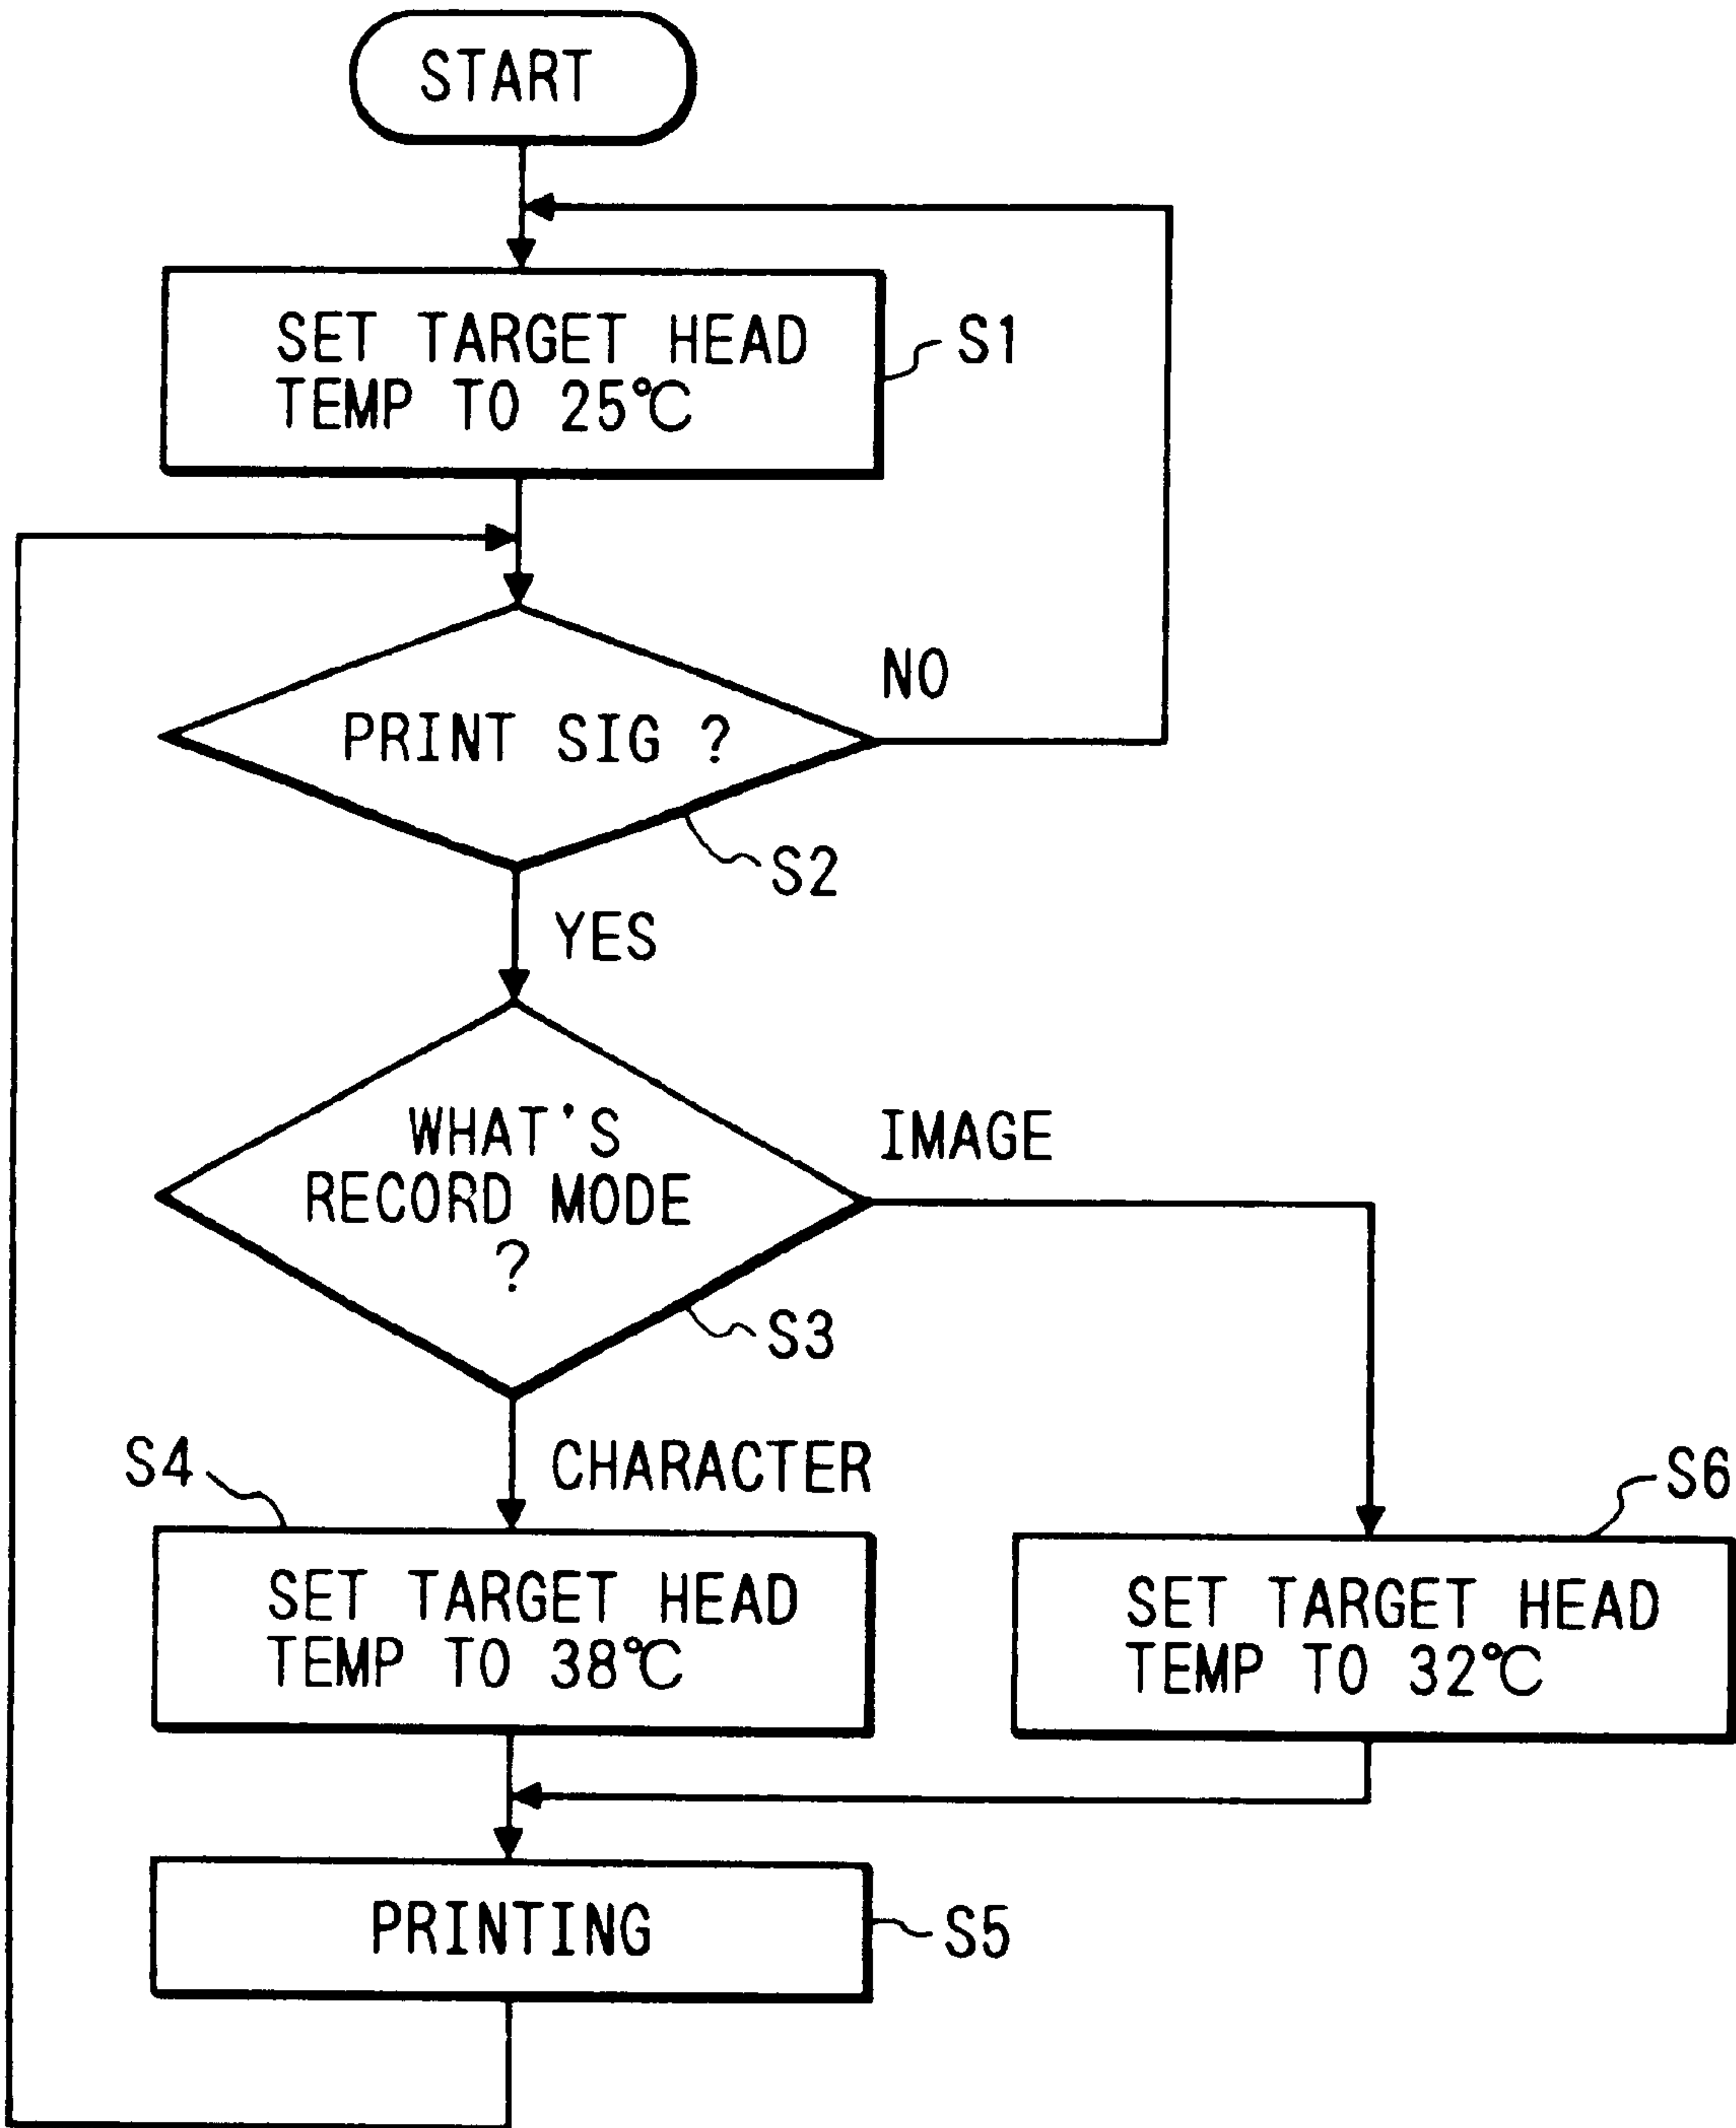 START
SET TARGET HEAD
TEMP TO 25℃
S1
PRINT SIG ?
NO
S2
YES
WHAT'S
RECORD MODE
?
IMAGE
S3
CHARACTER
S4
SET TARGET HEAD
TEMP TO 38℃
S6
SET TARGET HEAD
TEMP TO 32℃
PRINTING
S5